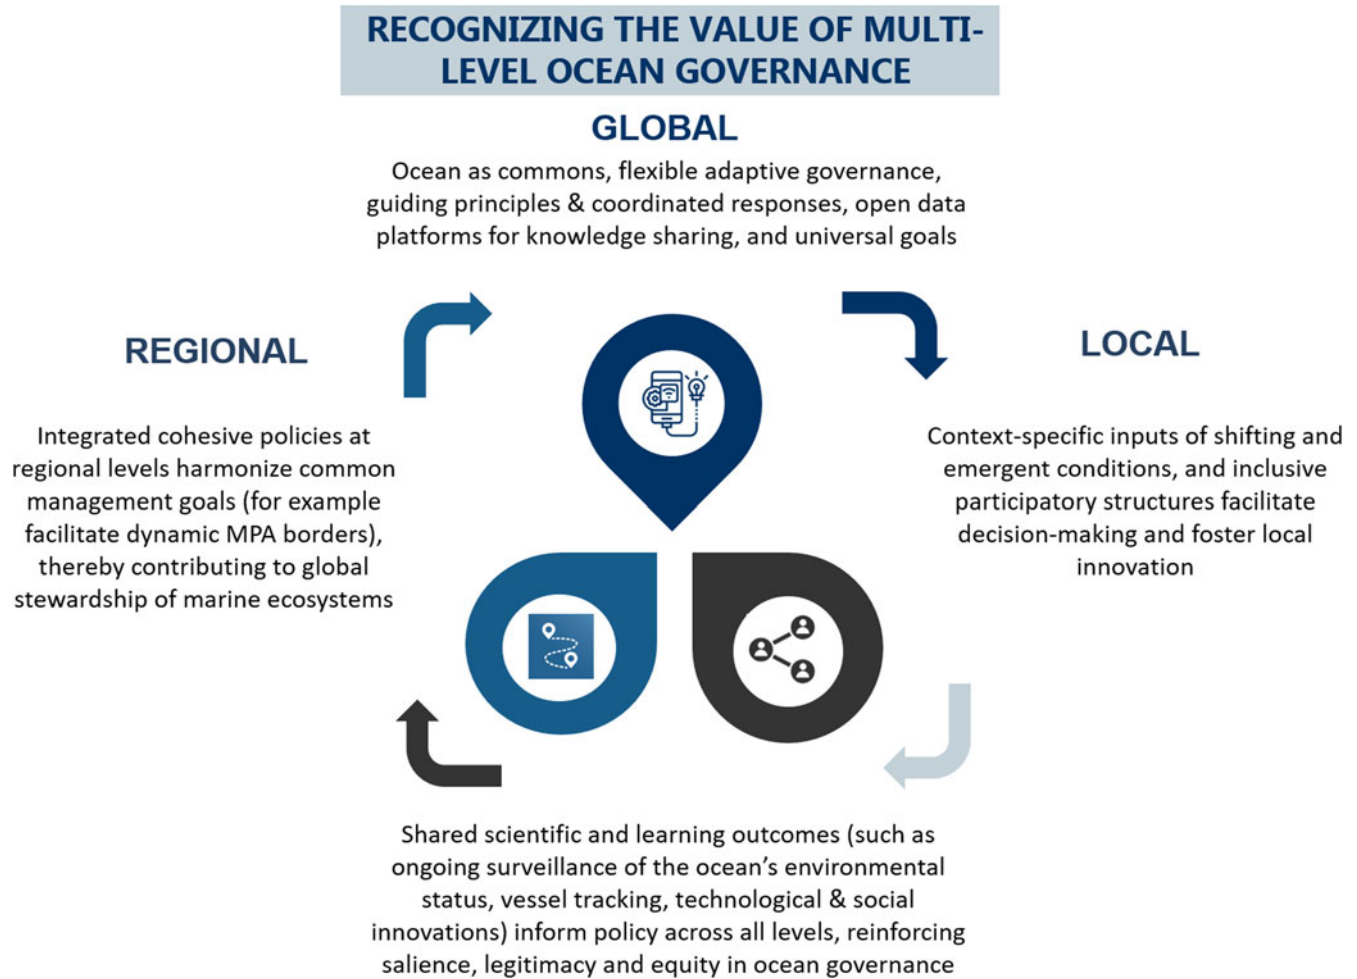 RECOGNIZING THE VALUE OF MULTI-
LEVEL OCEAN GOVERNANCE
GLOBAL
Ocean as commons, flexible adaptive governance,
guiding principles & coordinated responses, open data
platforms for knowledge sharing, and universal goals
REGIONAL
Integrated cohesive policies at
regional levels harmonize common
management goals (for example
facilitate dynamic MPA borders),
thereby contributing to global
stewardship of marine ecosystems
LOCAL
Context-specific inputs of shifting and
emergent conditions, and inclusive
participatory structures facilitate
decision-making and foster local
innovation
Shared scientific and learning outcomes (such as
ongoing surveillance of the ocean’s environmental
status, vessel tracking, technological & social
innovations) inform policy across all levels, reinforcing
salience, legitimacy and equity in ocean governance